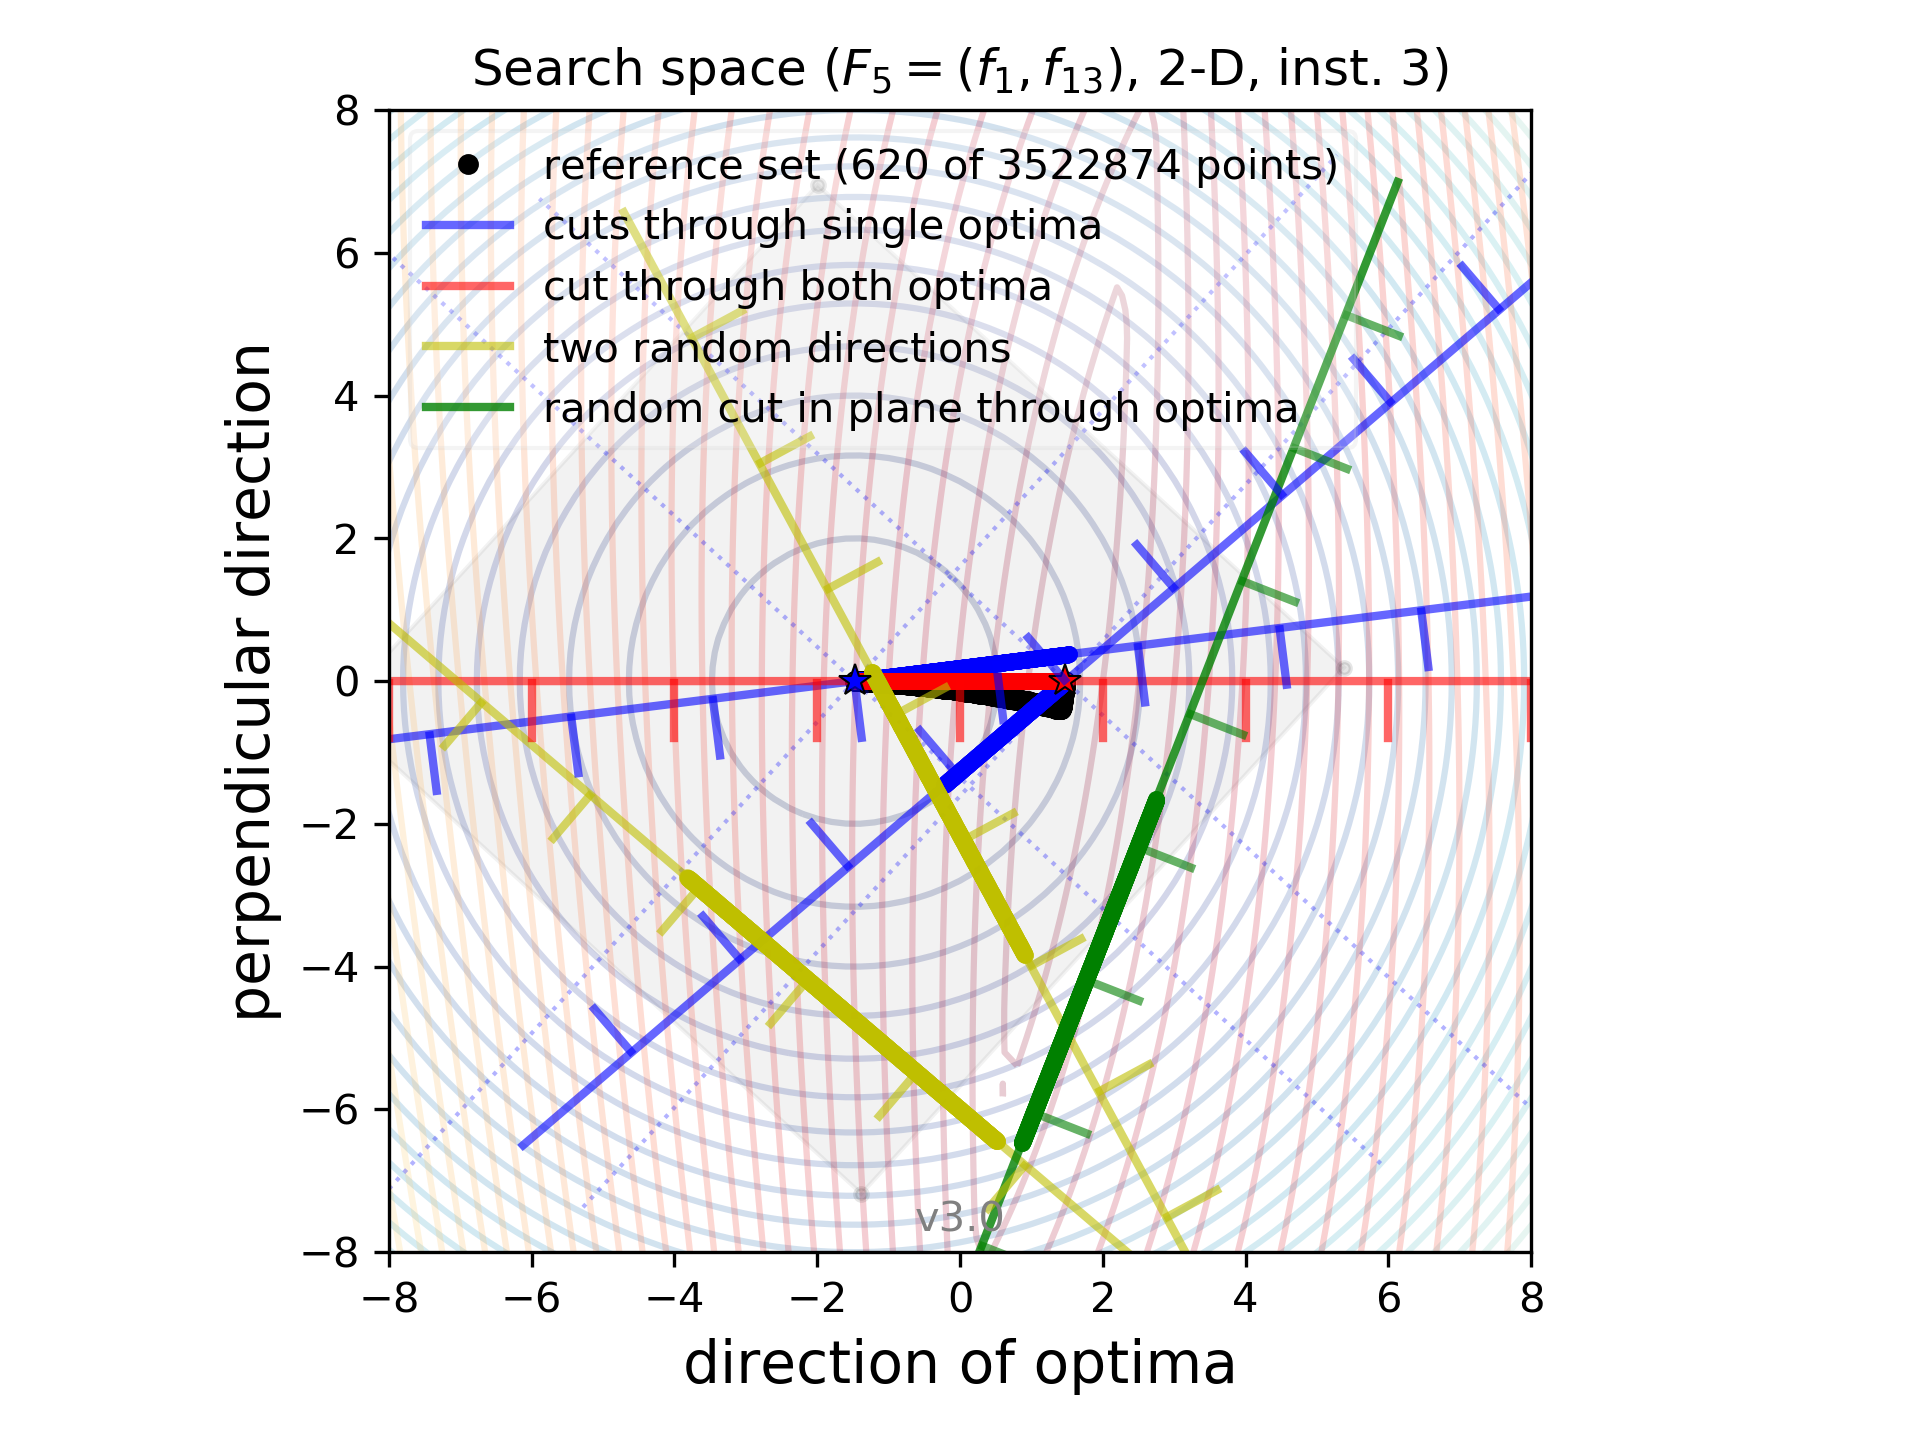 Search space (F₅ = (f₁, f₁₃), 2-D, inst. 3)
reference set (620 of 3522874 points)
cuts through single optima
cut through both optima
two random directions
random cut in plane through optima
perpendicular direction
8
6
4
2
0
−2
−4
−6
−8
v3.0
−8 −6 −4 −2 0 2 4 6 8
direction of optima